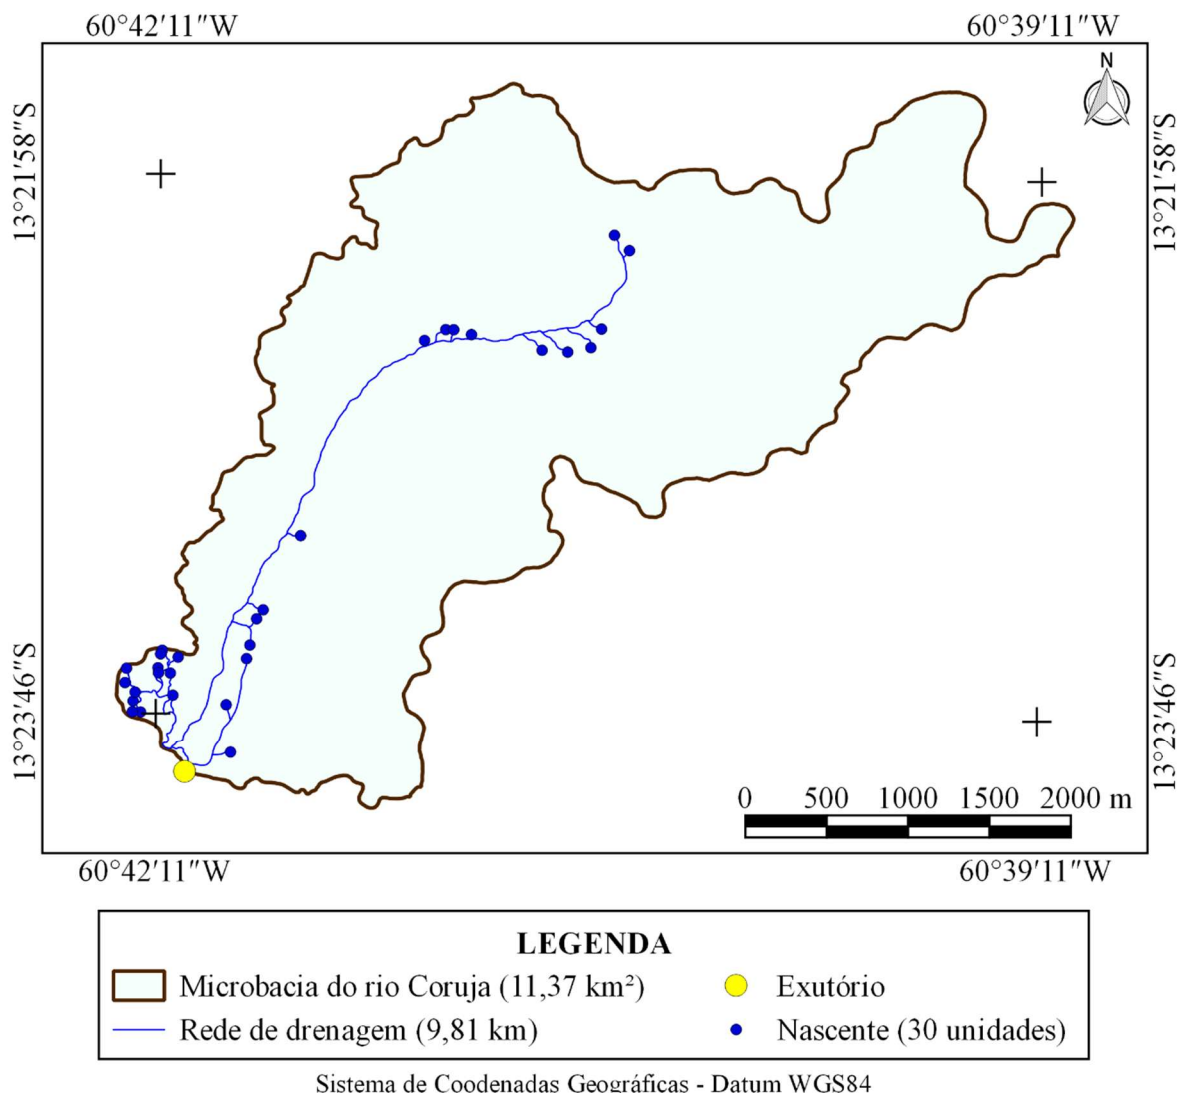 60°42'11"W 60°39'11"W
N
13°21'58"S
13°21'58"S
13°23'46"S
13°23'46"S
0 500 1000 1500 2000 m
60°42'11"W 60°39'11"W
LEGENDA
Microbacia do rio Coruja (11,37 km²) Exutório
Rede de drenagem (9,81 km) Nascente (30 unidades)
Sistema de Coodenadas Geográficas - Datum WGS84